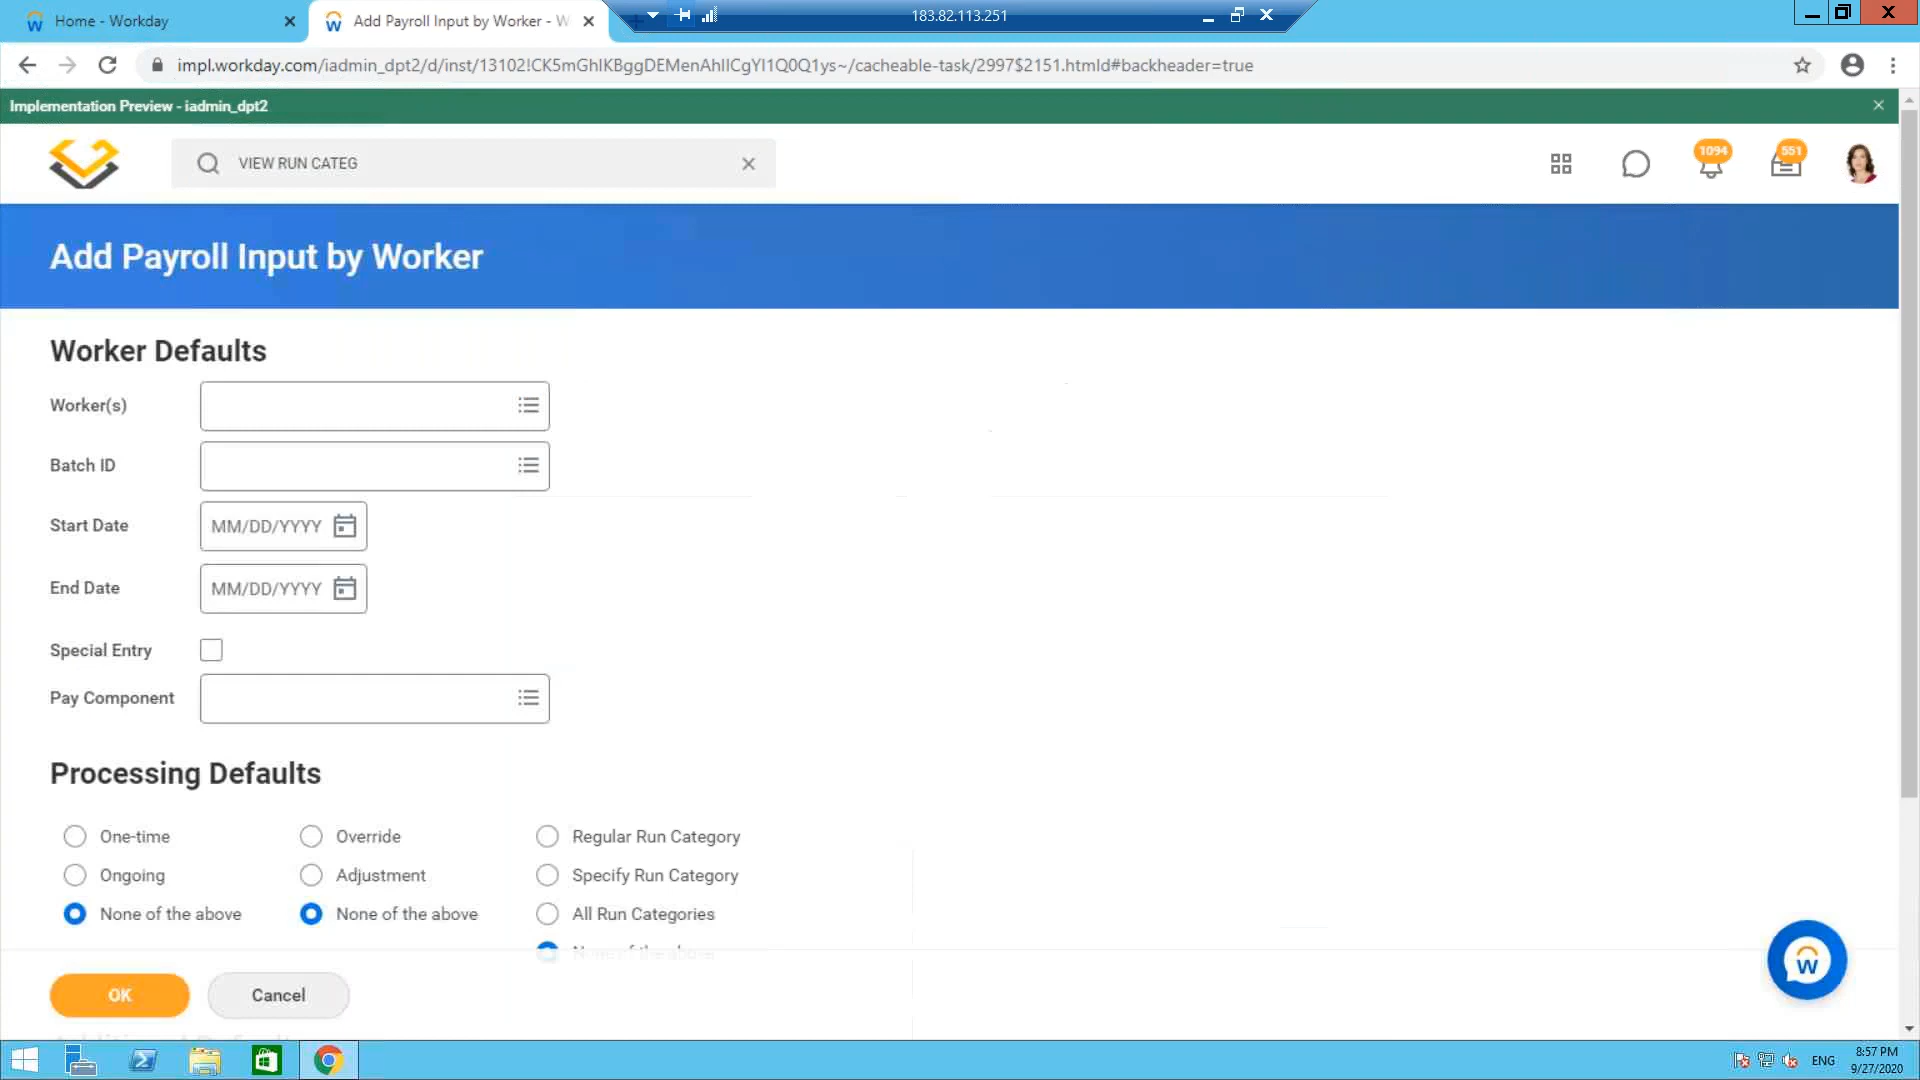 Home - Workday
Add Payroll Input by Worker - W
183.82.113.251
impl.workday.com/iadmin_dpt2/d/inst/13102!CK5mGhIKBggDEMenAhIICgYI1Q0Q1ys~/cacheable-task/2997$2151.htmld#backheader=true
Implementation Preview - iadmin_dpt2
VIEW RUN CATEG
1094
551
Add Payroll Input by Worker
Worker Defaults
Worker(s)
Batch ID
Start Date MM/DD/YYYY
End Date MM/DD/YYYY
Special Entry
Pay Component
Processing Defaults
One-time Override Regular Run Category
Ongoing Adjustment Specify Run Category
None of the above None of the above All Run Categories
None of the above
OK Cancel
W
ENG
8:57 PM
9/27/2020